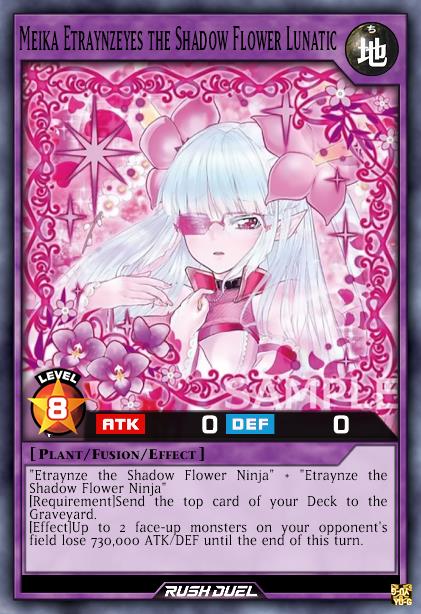 Meika Etraynzeyes the Shadow Flower Lunatic
ち
地
SAMPLE
LEVEL
8
ATK 0 DEF 0
[ Plant/Fusion/Effect ]
"Etraynze the Shadow Flower Ninja" + "Etraynze the
Shadow Flower Ninja"
[Requirement]Send the top card of your Deck to the
Graveyard.
[Effect]Up to 2 face-up monsters on your opponent's
field lose 730,000 ATK/DEF until the end of this turn.
RUSH DUEL